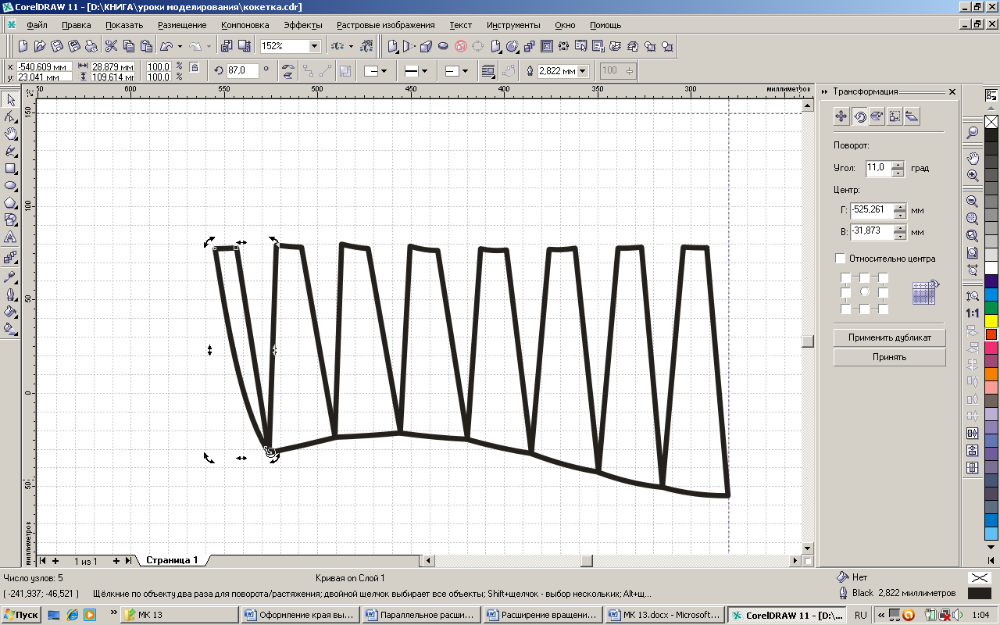 CorelDRAW 11 - [D:\КНИГА\уроки моделирования\кокетка.cdr]
Файл Правка Показать Размещение Компоновка Эффекты Растровые изображения Текст Инструменты Окно Помощь
152%
x: -540.609 мм 28.879 мм 100.0 % 87,0 ° 2,822 мм 100
y: 23.041 мм 109.614 мм 100.0 %
50 600 550 500 450 400 350 300 миллиметров
150
100
50
0
50
миллиметров
Трансформация
Поворот:
Угол: 11,0 град
Центр:
Г: -525,261 мм
В: -31,873 мм
Относительно центра
Применить дубликат
Принять
1:1
1 из 1 Страница 1
Число узлов: 5 Кривая on Слой 1 Нет
( -241,937; -46,521 ) Щёлкние по объекту два раза для поворота/растяжения; двойной щелчок выбирает все объекты; Shift+щелчок - выбор нескольких; Alt+щ... Black 2,822 миллиметров
Пуск » МК 13 Оформление края вы... Параллельное расши... Расширение вращени... МК 13.docx - Microsoft... CorelDRAW 11 - [D:\... RU « 1:04